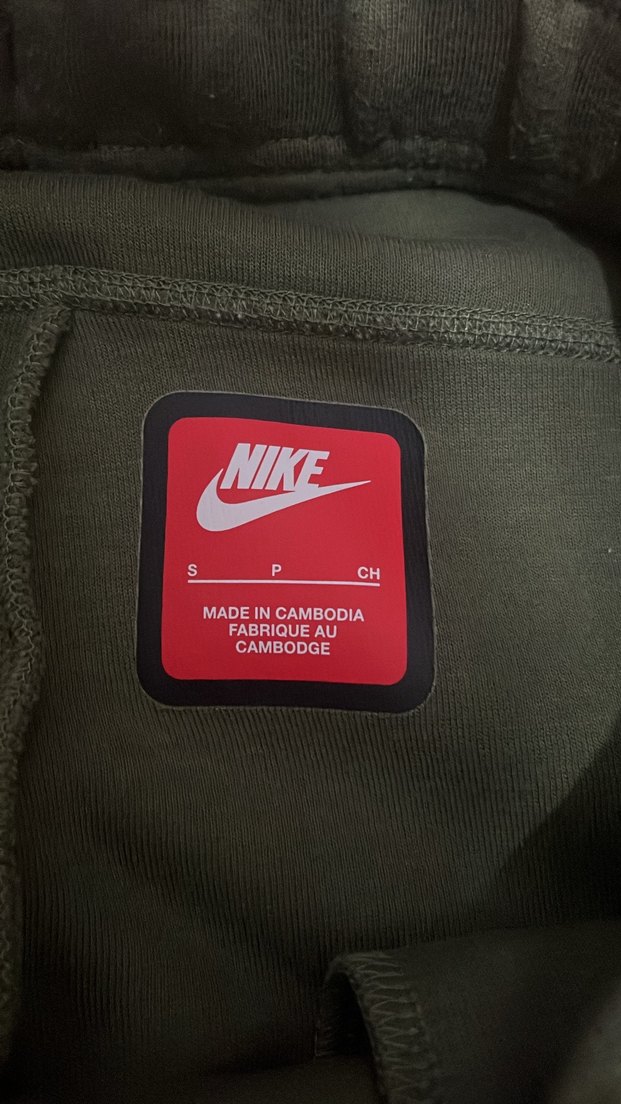 NIKE
S P CH
MADE IN CAMBODIA
FABRIQUE AU
CAMBODGE